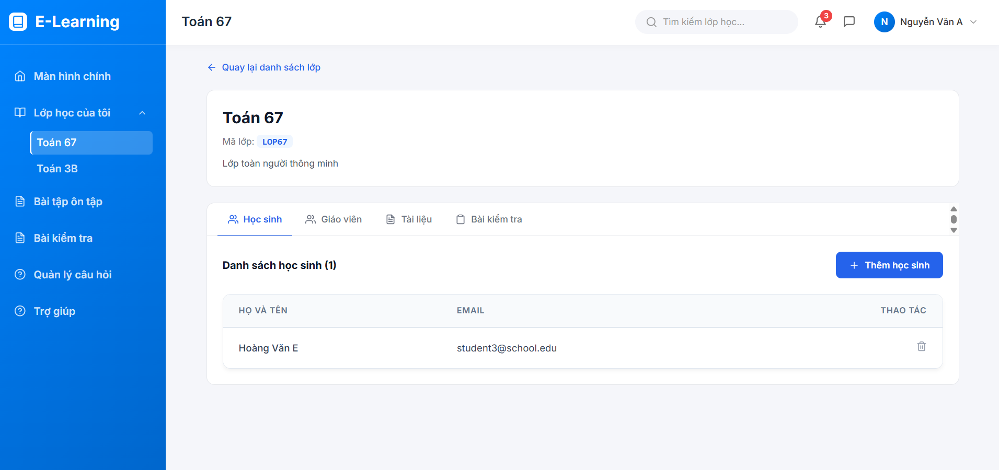 E-Learning
Màn hình chính
Lớp học của tôi
Toán 67
Toán 3B
Bài tập ôn tập
Bài kiểm tra
Quản lý câu hỏi
Trợ giúp
Toán 67
Tìm kiếm lớp học...
3
N
Nguyễn Văn A
Quay lại danh sách lớp
Toán 67
Mã lớp: LOP67
Lớp toàn người thông minh
Học sinh
Giáo viên
Tài liệu
Bài kiểm tra
Danh sách học sinh (1)
Thêm học sinh
HỌ VÀ TÊN
EMAIL
THAO TÁC
Hoàng Văn E
student3@school.edu